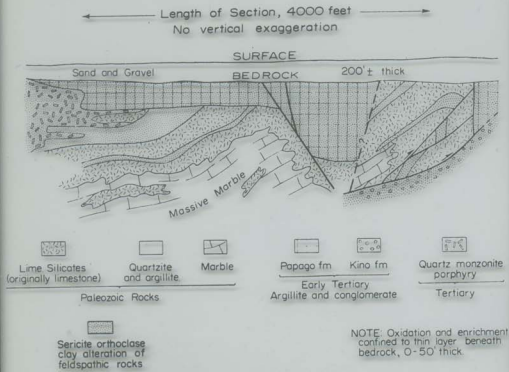 Length of Section, 4000 feet
No vertical exaggeration
SURFACE
Sand and Gravel
BEDROCK
200'± thick
Massive Marble
Lime Silicates
(originally limestone)
Quartzite
and argillite
Marble
Paleozoic Rocks
Papago fm
Kino fm
Early Tertiary
Argillite and conglomerate
Quartz monzonite
porphyry
Tertiary
Sericite orthoclase
clay alteration of
feldspathic rocks
NOTE: Oxidation and enrichment
confined to thin layer beneath
bedrock, 0-50' thick.